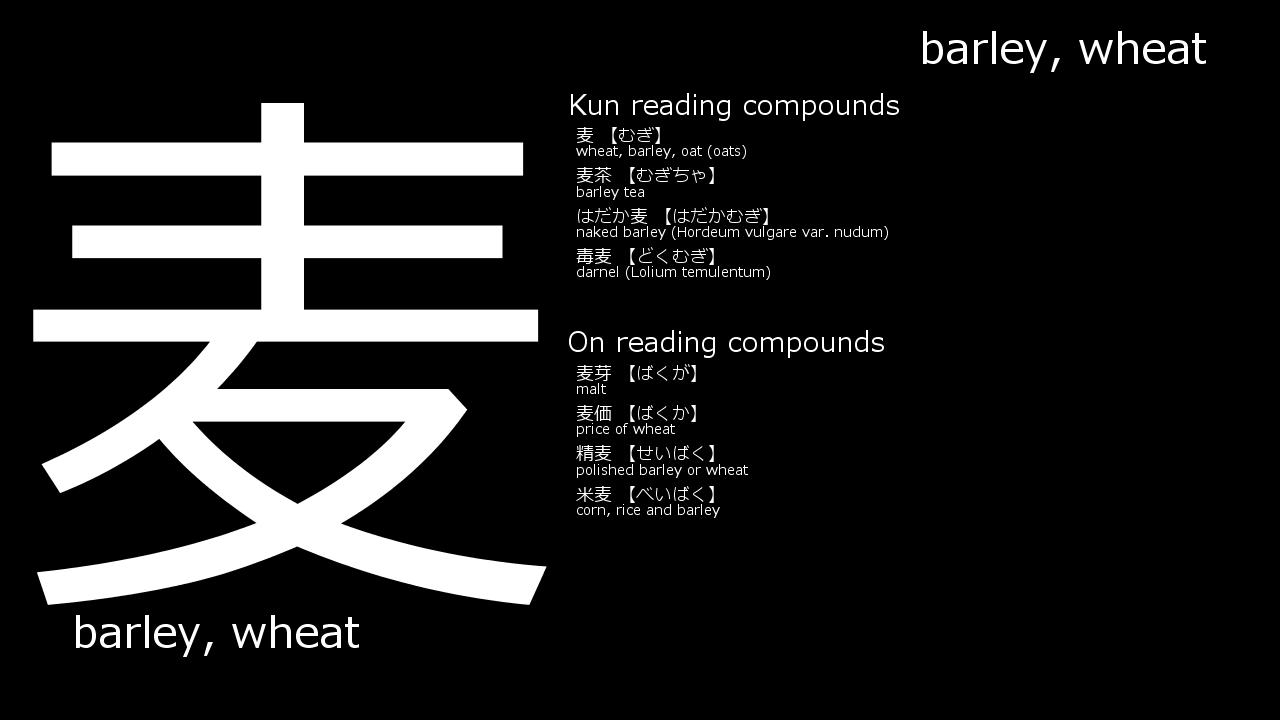 barley, wheat
麦
Kun reading compounds
麦 【むぎ】
wheat, barley, oat (oats)
麦茶 【むぎちゃ】
barley tea
はだか麦 【はだかむぎ】
naked barley (Hordeum vulgare var. nudum)
毒麦 【どくむぎ】
darnel (Lolium temulentum)
On reading compounds
麦芽 【ばくが】
malt
麦価 【ばくか】
price of wheat
精麦 【せいばく】
polished barley or wheat
米麦 【べいばく】
corn, rice and barley
barley, wheat